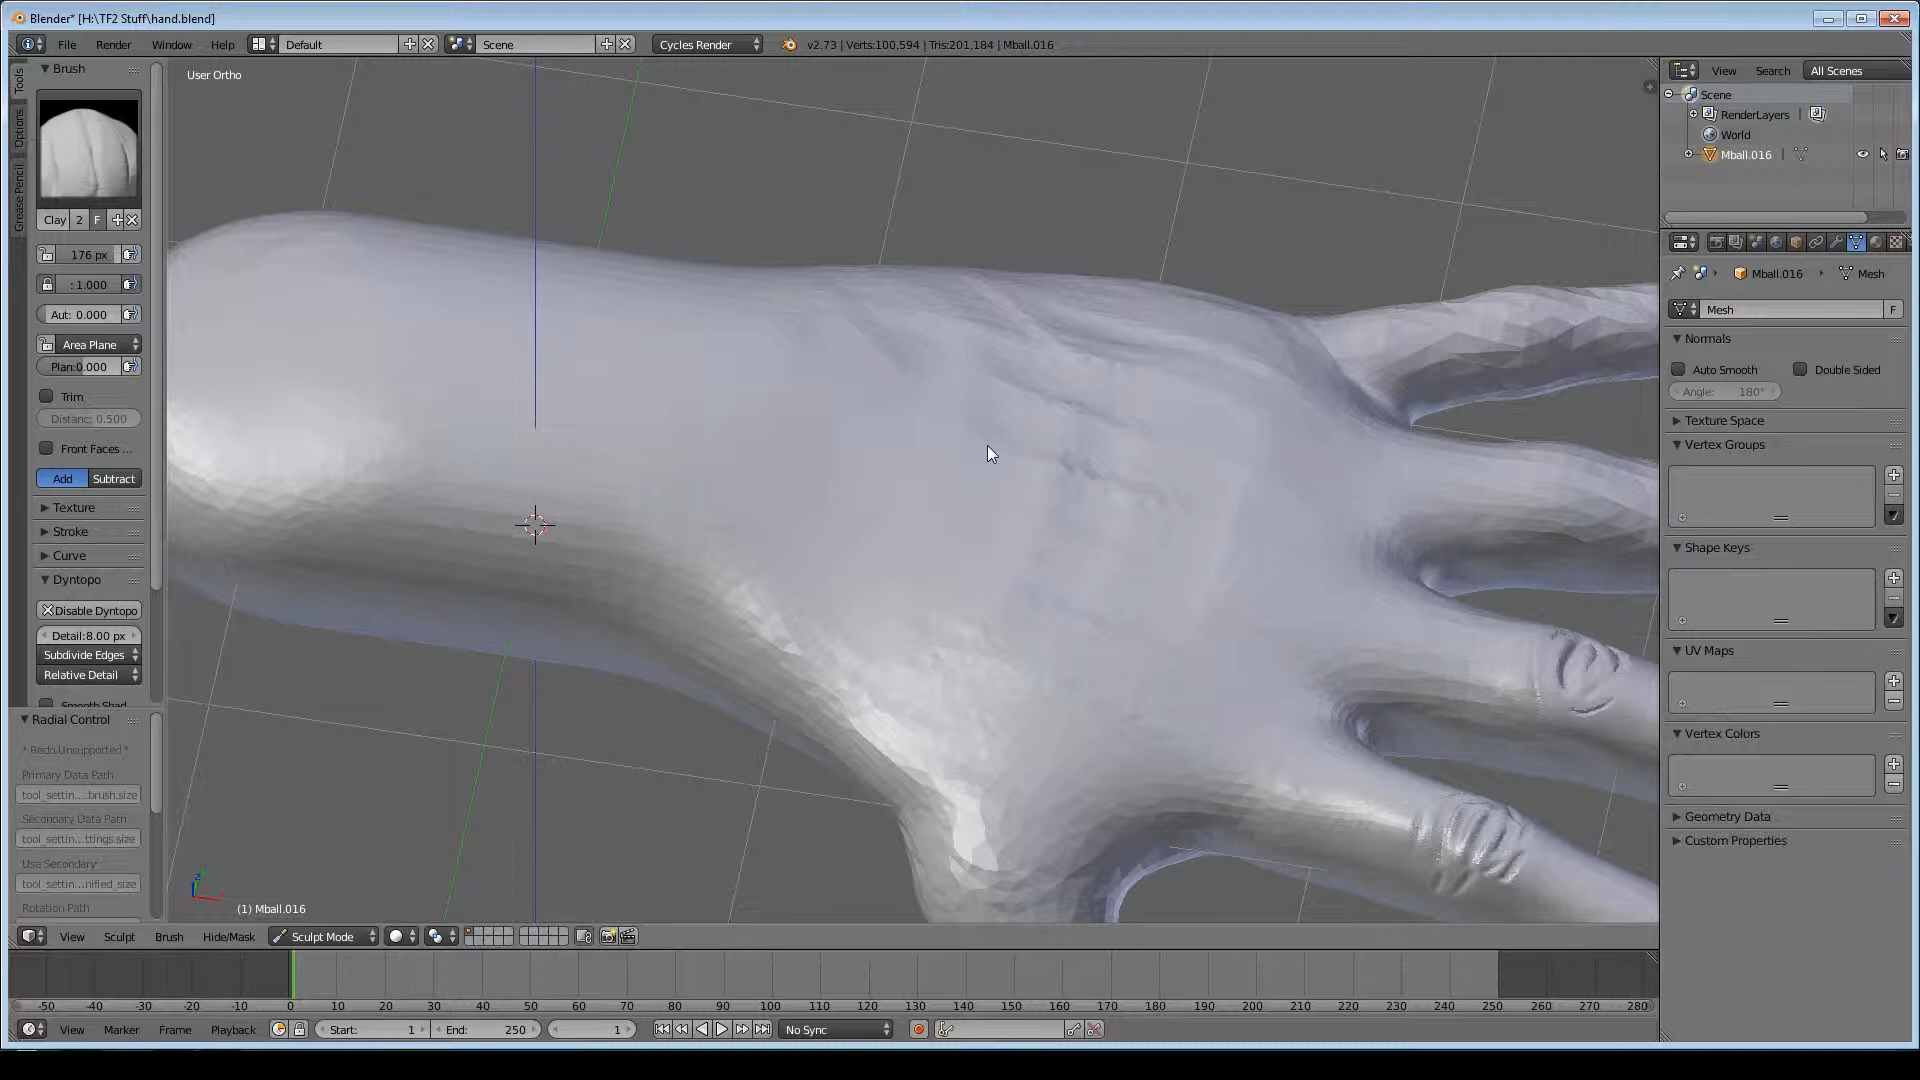 Blender* [H:\TF2 Stuff\hand.blend]
File Render Window Help Default Scene Cycles Render v2.73 | Verts:100,594 | Tris:201,184 | Mball.016
Tools
Options
Grease Pencil
Brush
Clay 2 F
176 px
: 1.000
Aut: 0.000
Area Plane
Plan:0.000
Trim
Distanc: 0.500
Front Faces ...
Add Subtract
Texture
Stroke
Curve
Dyntopo
Disable Dyntopo
Detail:8.00 px
Subdivide Edges
Relative Detail
Smooth Shad
Radial Control
* Redo Unsupported *
Primary Data Path
tool_settin....brush.size
Secondary Data Path
tool_settin...ttings.size
Use Secondary
tool_settin...nified_size
Rotation Path
User Ortho
(1) Mball.016
View Search All Scenes
Scene
RenderLayers
World
Mball.016
Mball.016 Mesh
Mesh F
Normals
Auto Smooth Double Sided
Angle: 180°
Texture Space
Vertex Groups
Shape Keys
UV Maps
Vertex Colors
Geometry Data
Custom Properties
View Sculpt Brush Hide/Mask Sculpt Mode
-50 -40 -30 -20 -10 0 10 20 30 40 50 60 70 80 90 100 110 120 130 140 150 160 170 180 190 200 210 220 230 240 250 260 270 280
View Marker Frame Playback Start: 1 End: 250 1 No Sync